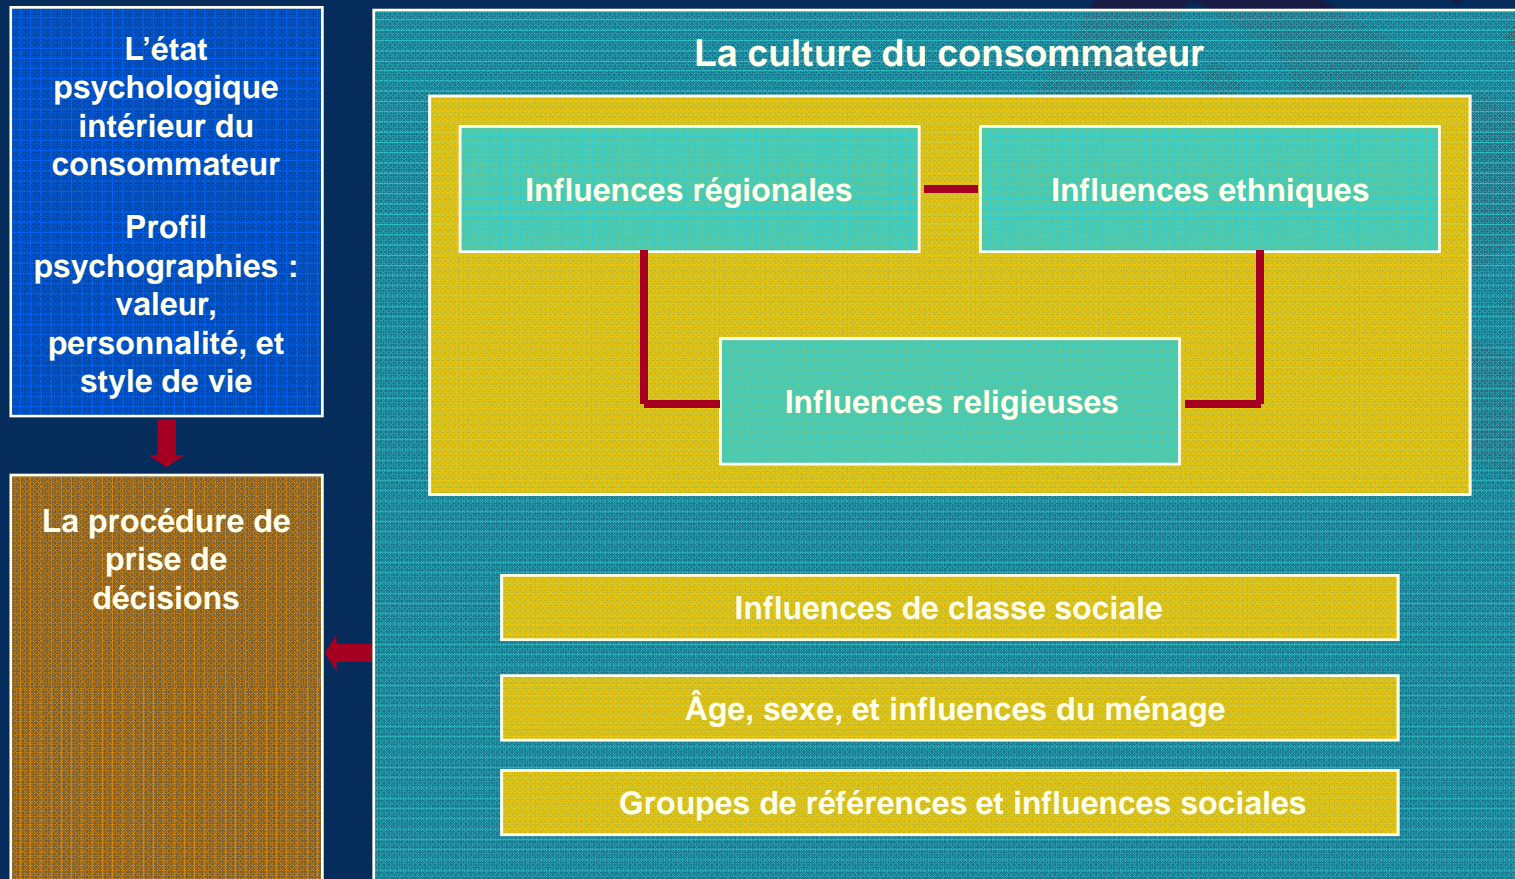 L’état
psychologique
intérieur du
consommateur
Profil
psychographies :
valeur,
personnalité, et
style de vie
La procédure de
prise de
décisions
La culture du consommateur
Influences régionales
Influences ethniques
Influences religieuses
Influences de classe sociale
Âge, sexe, et influences du ménage
Groupes de références et influences sociales